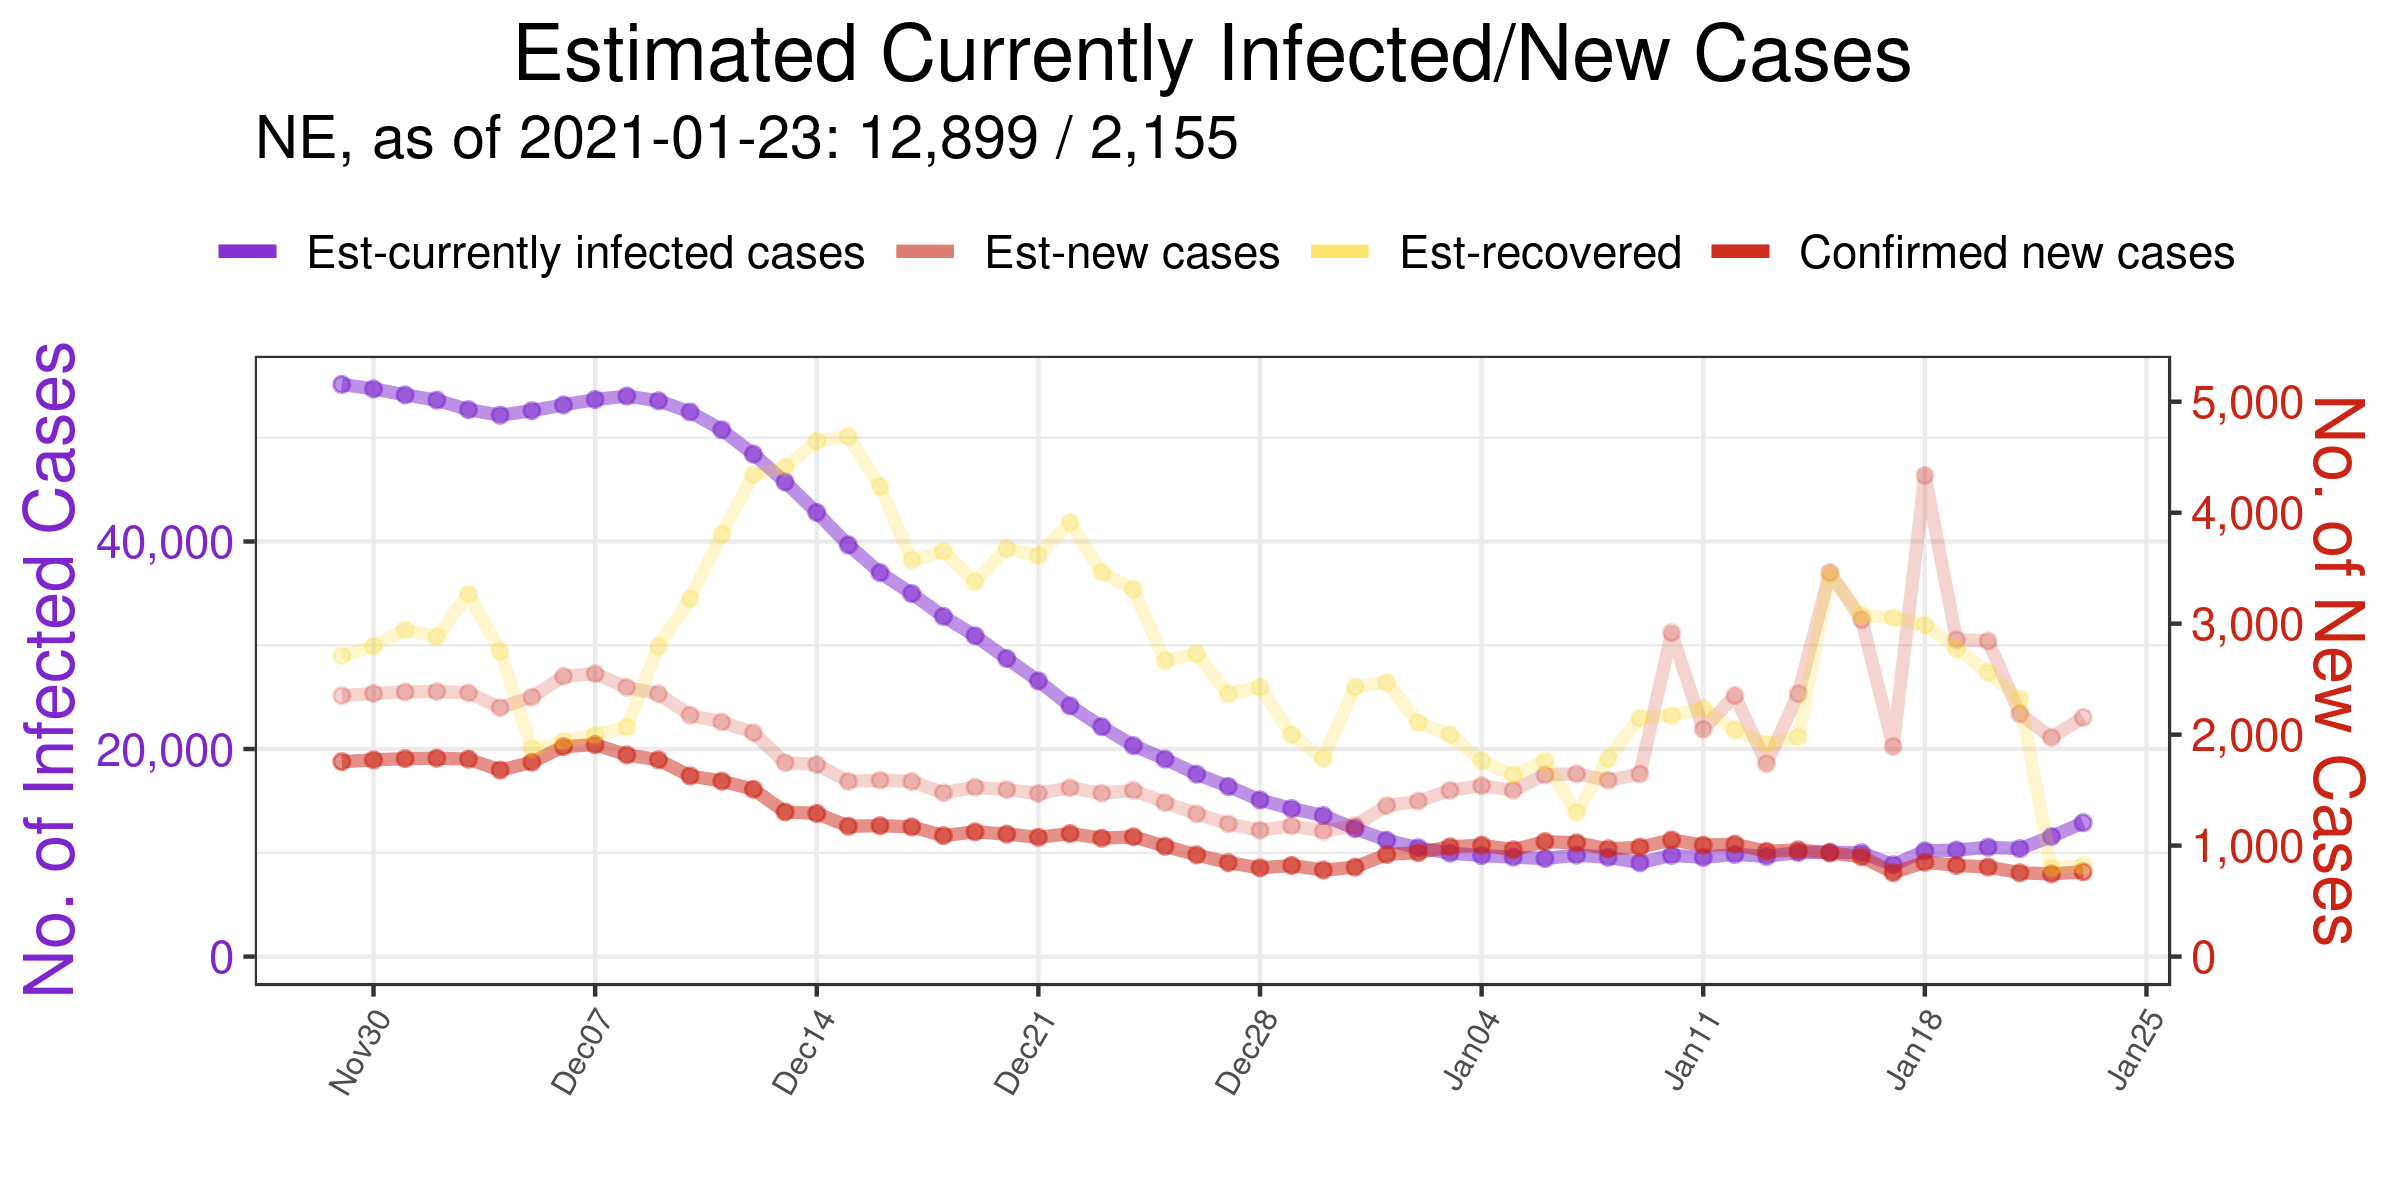 Estimated Currently Infected/New Cases
NE, as of 2021-01-23: 12,899 / 2,155
Est-currently infected cases Est-new cases Est-recovered Confirmed new cases
No. of Infected Cases
40,000
20,000
0
5,000
4,000
3,000
2,000
1,000
0
No. of New Cases
Nov30 Dec07 Dec14 Dec21 Dec28 Jan04 Jan11 Jan18 Jan25